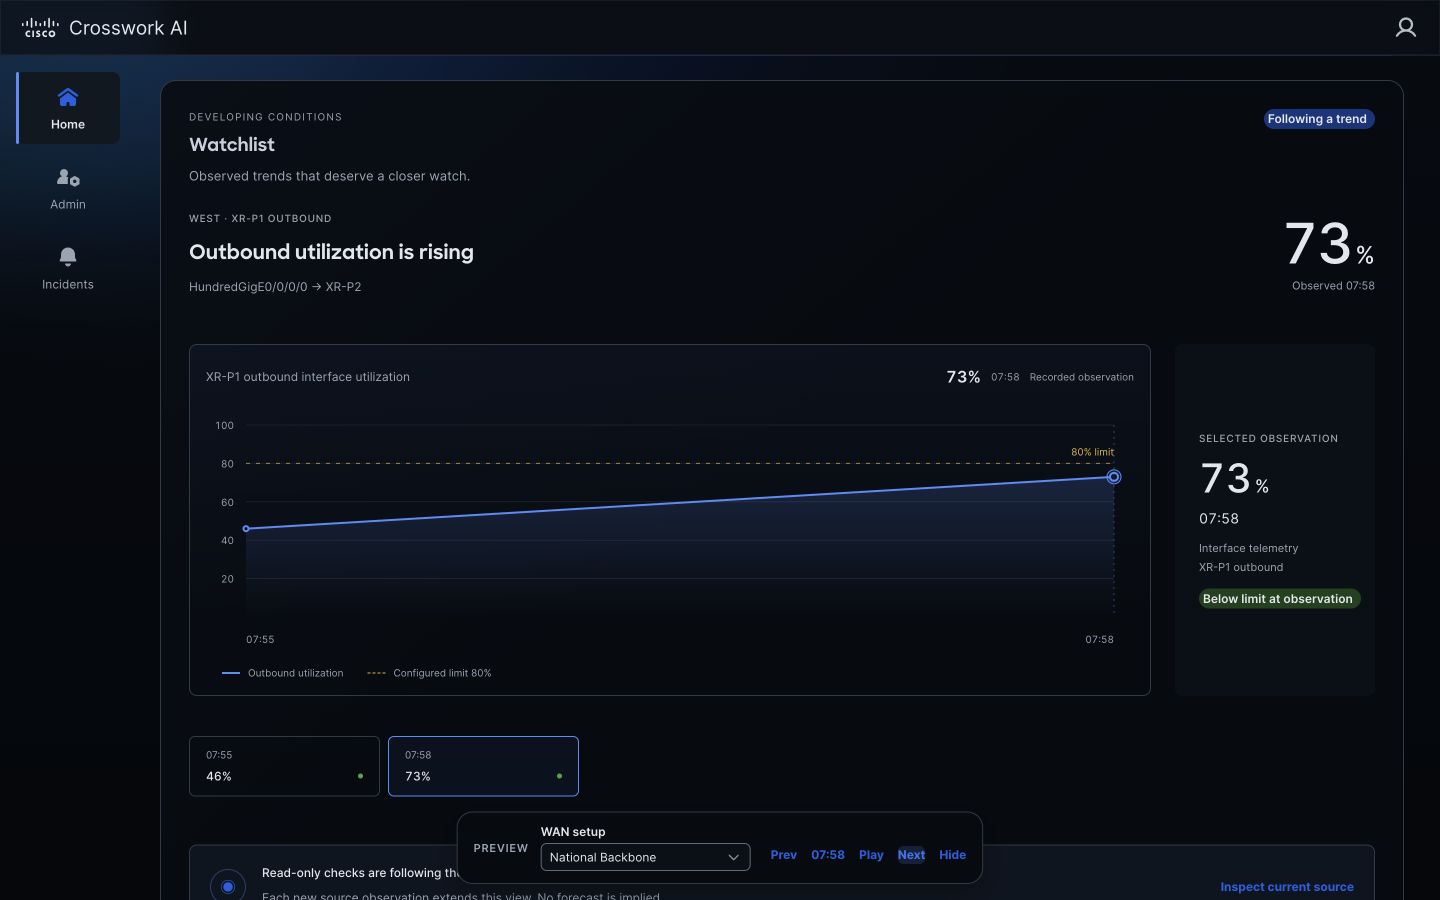 CISCO Crosswork AI
Home
Admin
Incidents
DEVELOPING CONDITIONS
Watchlist
Observed trends that deserve a closer watch.
Following a trend
WEST · XR-P1 OUTBOUND
Outbound utilization is rising
HundredGigE0/0/0/0 → XR-P2
73%
Observed 07:58
XR-P1 outbound interface utilization
73% 07:58 Recorded observation
100
80
60
40
20
80% limit
07:55
07:58
Outbound utilization
Configured limit 80%
SELECTED OBSERVATION
73%
07:58
Interface telemetry
XR-P1 outbound
Below limit at observation
07:55
46%
07:58
73%
PREVIEW
WAN setup
National Backbone
Prev 07:58 Play Next Hide
Read-only checks are following
Each new source observation extends this view. No forecast is implied.
Inspect current source